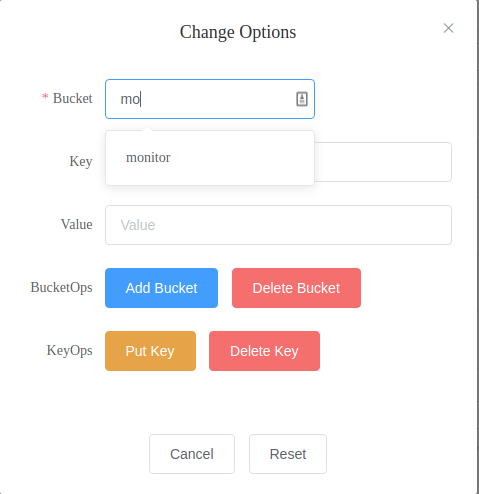 Change Options
* Bucket mo
monitor
Key
Value Value
BucketOps Add Bucket Delete Bucket
KeyOps Put Key Delete Key
Cancel Reset